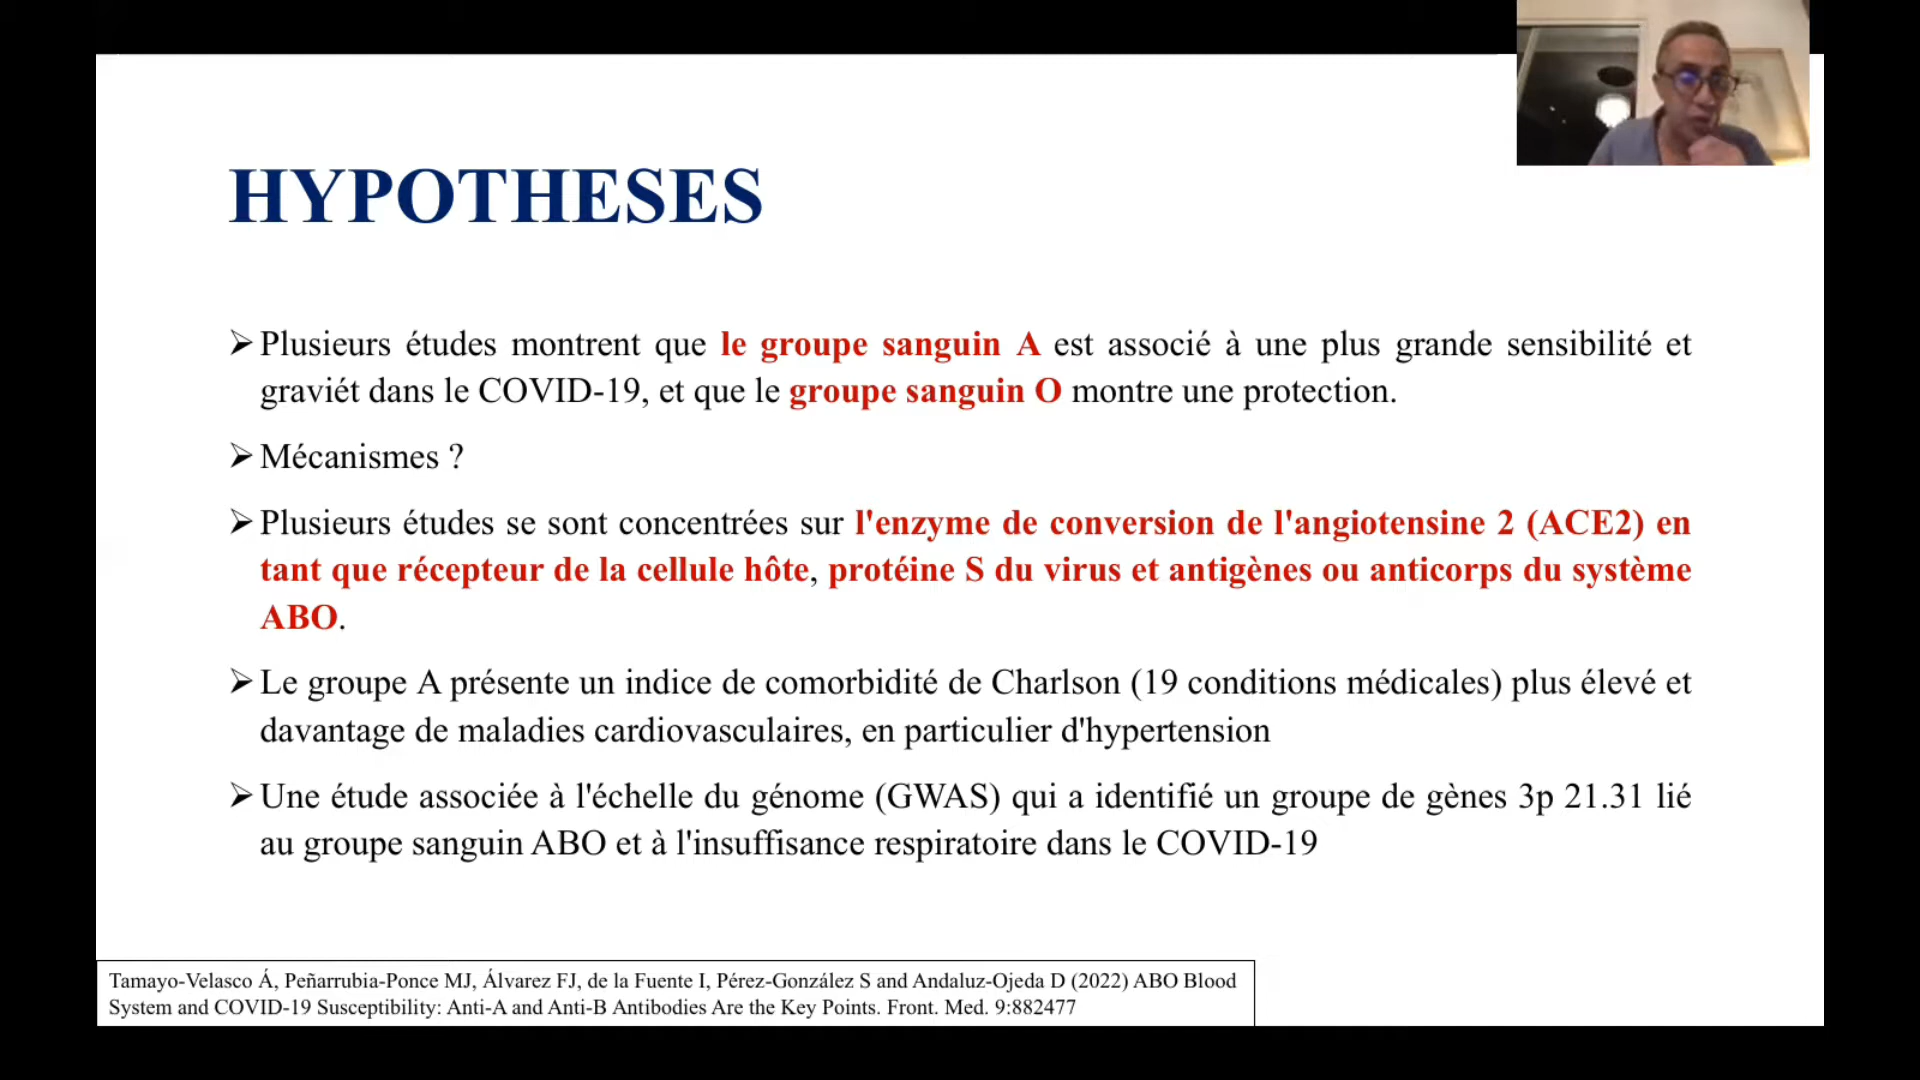 HYPOTHESES
➢ Plusieurs études montrent que le groupe sanguin A est associé à une plus grande sensibilité et
graviét dans le COVID-19, et que le groupe sanguin O montre une protection.
➢ Mécanismes ?
➢ Plusieurs études se sont concentrées sur l'enzyme de conversion de l'angiotensine 2 (ACE2) en
tant que récepteur de la cellule hôte, protéine S du virus et antigènes ou anticorps du système
ABO.
➢ Le groupe A présente un indice de comorbidité de Charlson (19 conditions médicales) plus élevé et
davantage de maladies cardiovasculaires, en particulier d'hypertension
➢ Une étude associée à l'échelle du génome (GWAS) qui a identifié un groupe de gènes 3p 21.31 lié
au groupe sanguin ABO et à l'insuffisance respiratoire dans le COVID-19
Tamayo-Velasco Á, Peñarrubia-Ponce MJ, Álvarez FJ, de la Fuente I, Pérez-González S and Andaluz-Ojeda D (2022) ABO Blood
System and COVID-19 Susceptibility: Anti-A and Anti-B Antibodies Are the Key Points. Front. Med. 9:882477